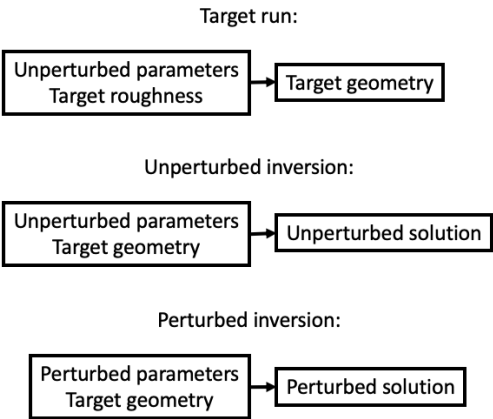 Target run:
Unperturbed parameters
Target roughness
Target geometry
Unperturbed inversion:
Unperturbed parameters
Target geometry
Unperturbed solution
Perturbed inversion:
Perturbed parameters
Target geometry
Perturbed solution